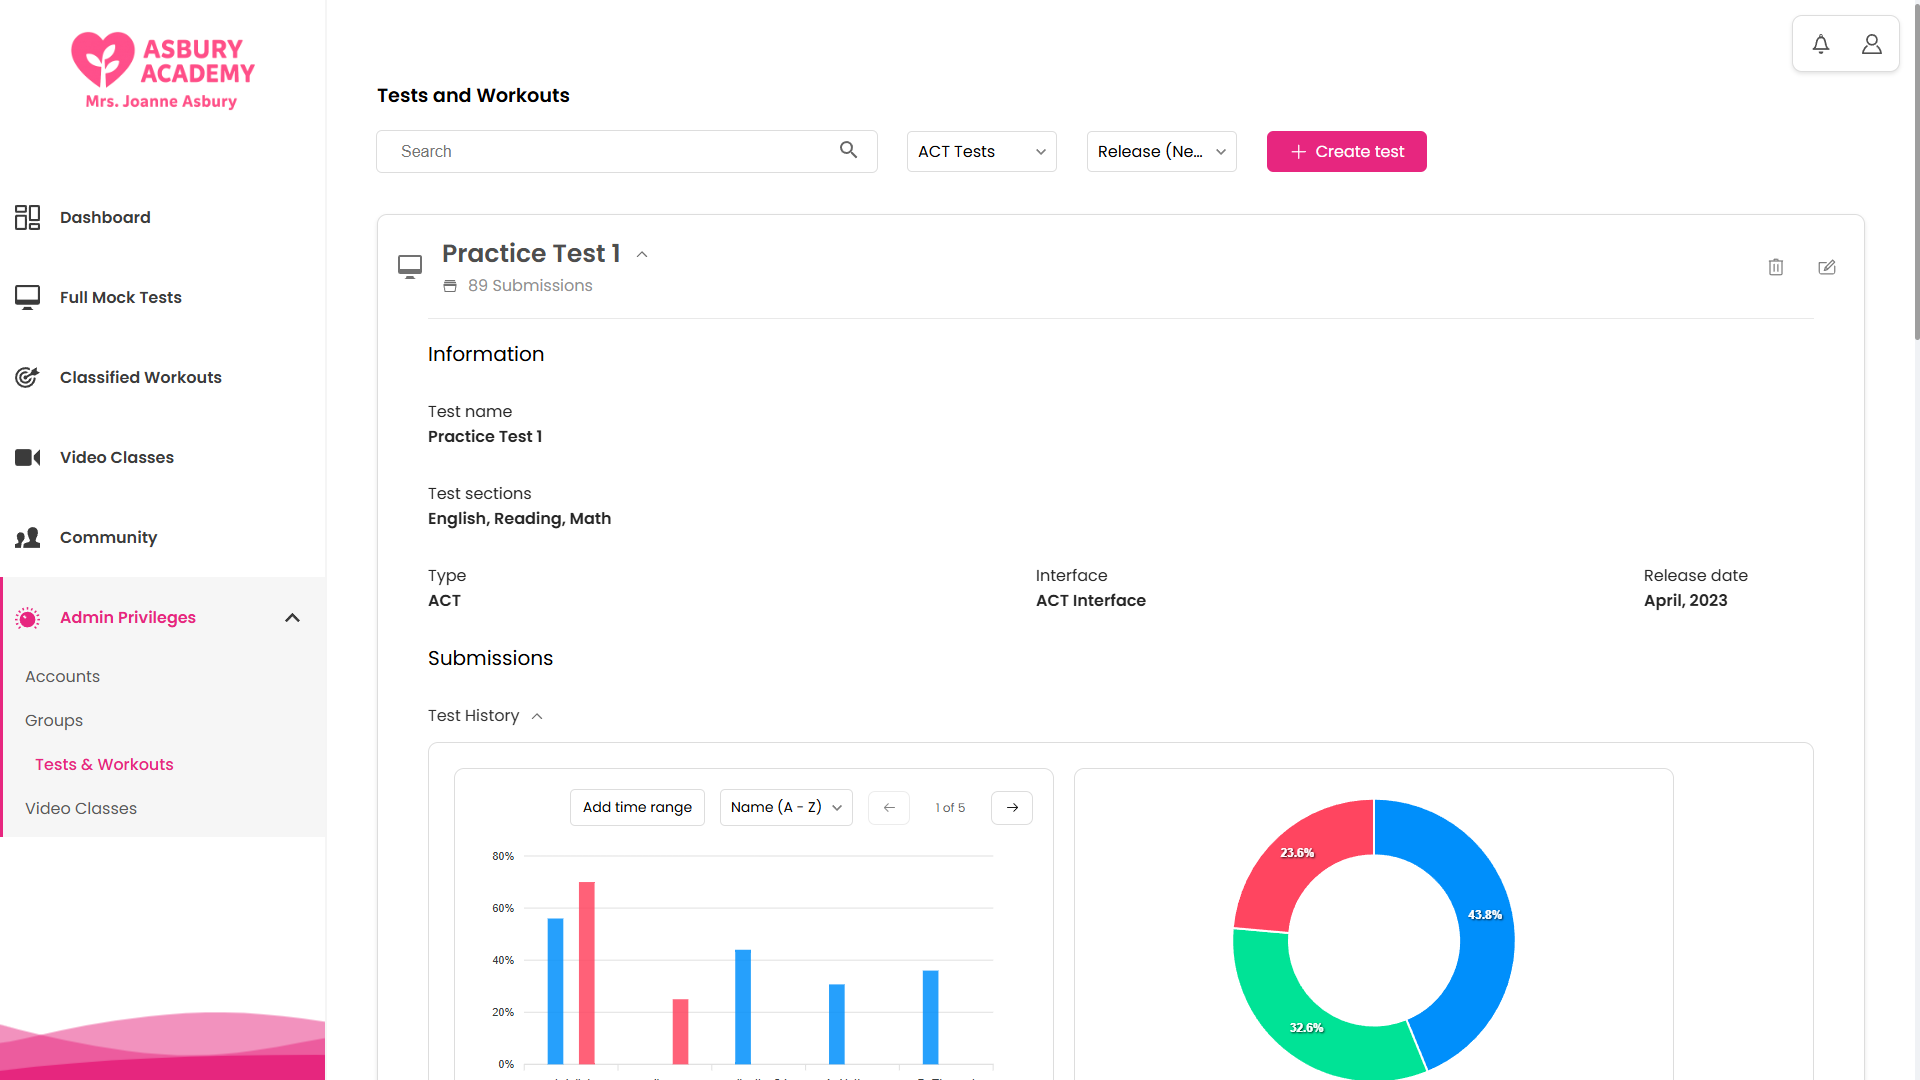 ASBURY
ACADEMY
Mrs. Joanne Asbury
Dashboard
Full Mock Tests
Classified Workouts
Video Classes
Community
Admin Privileges
Accounts
Groups
Tests & Workouts
Video Classes
Tests and Workouts
Search
ACT Tests
Release (Ne...
Create test
Practice Test 1
89 Submissions
Information
Test name
Practice Test 1
Test sections
English, Reading, Math
Type
ACT
Interface
ACT Interface
Release date
April, 2023
Submissions
Test History
Add time range
Name (A - Z)
1 of 5
80%
60%
40%
20%
0%
23.6%
43.8%
32.6%